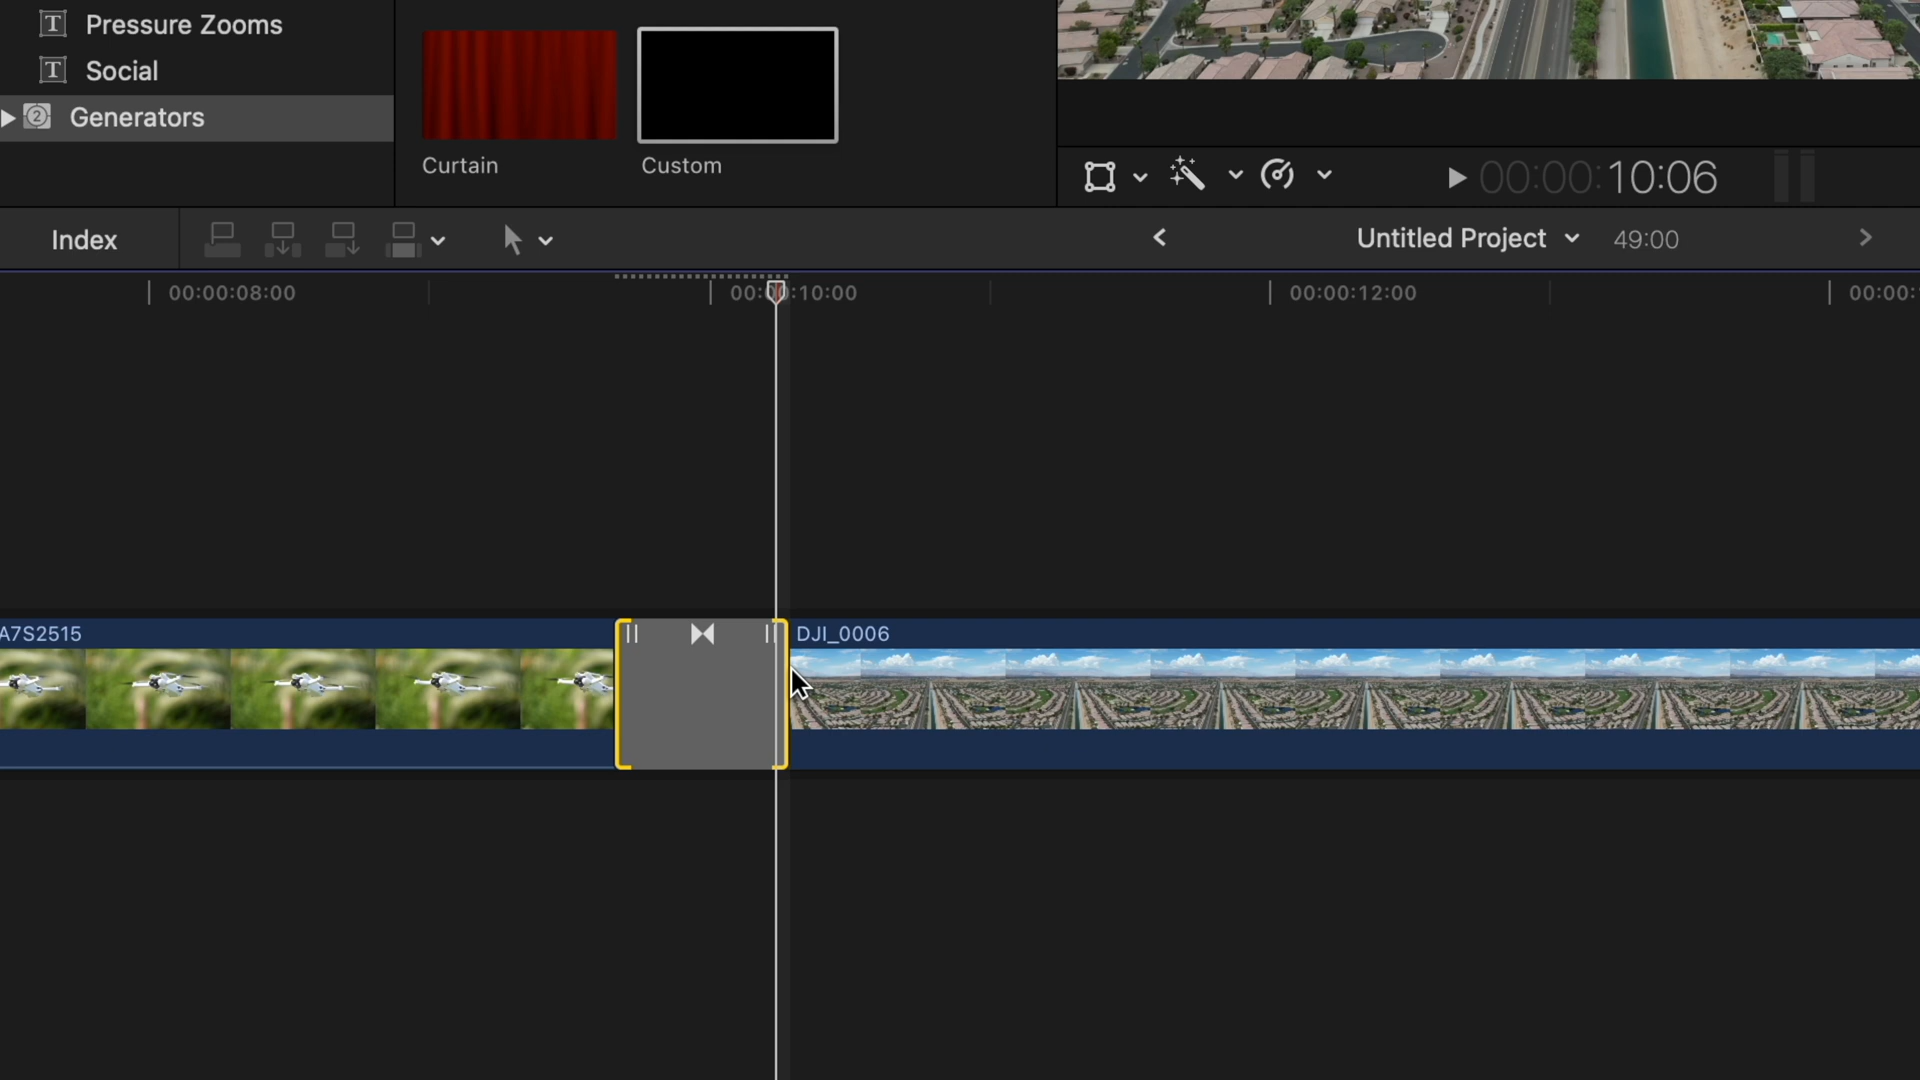 Pressure Zooms
Social
Generators
Curtain
Custom
00:00:10:06
Index
Untitled Project
49:00
00:00:08:00
00:00:10:00
00:00:12:00
00:00:
A7S2515
DJI_0006